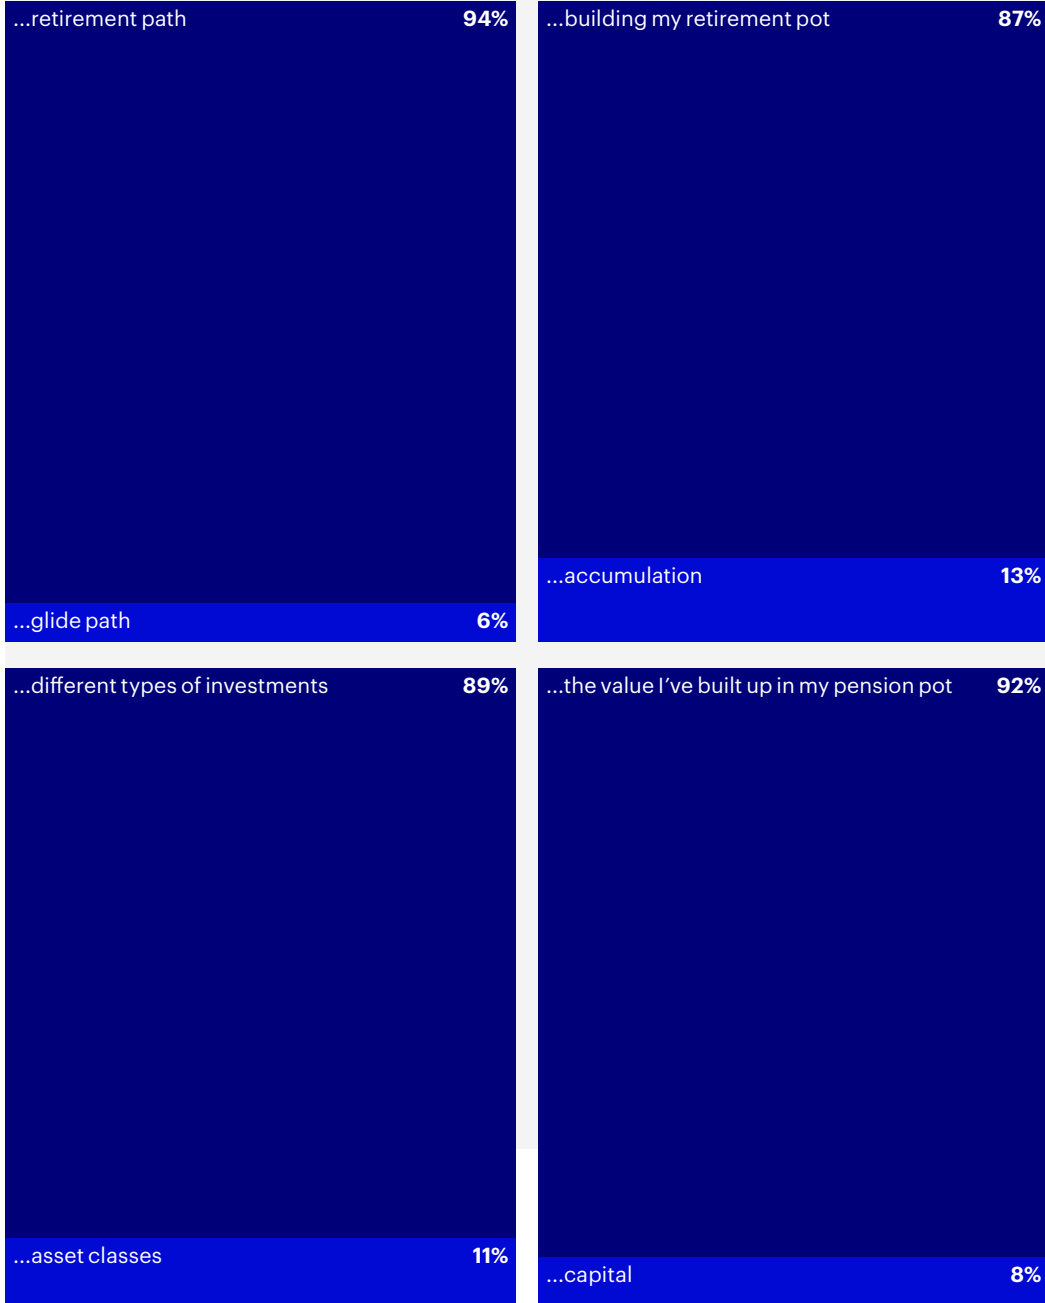 ...retirement path 94%
...building my retirement pot 87%
...accumulation 13%
...glide path 6%
...different types of investments 89%
...the value I’ve built up in my pension pot 92%
...asset classes 11%
...capital 8%